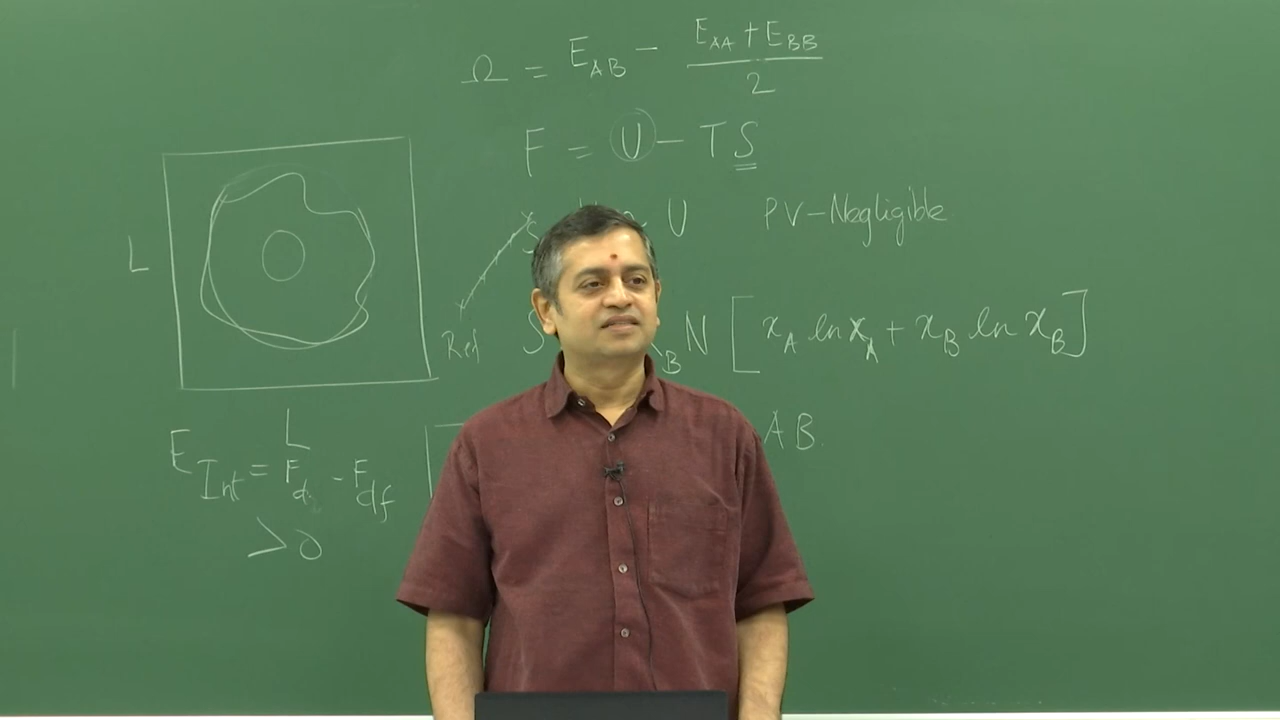 Ω = E_AB − (E_AA + E_BB)/2
F = U − TS
U PV – Negligible
L
Ref
S B N [x_A ln x_A + x_B ln x_B]
L
AB
E_Int = F_d - F_df
> 0